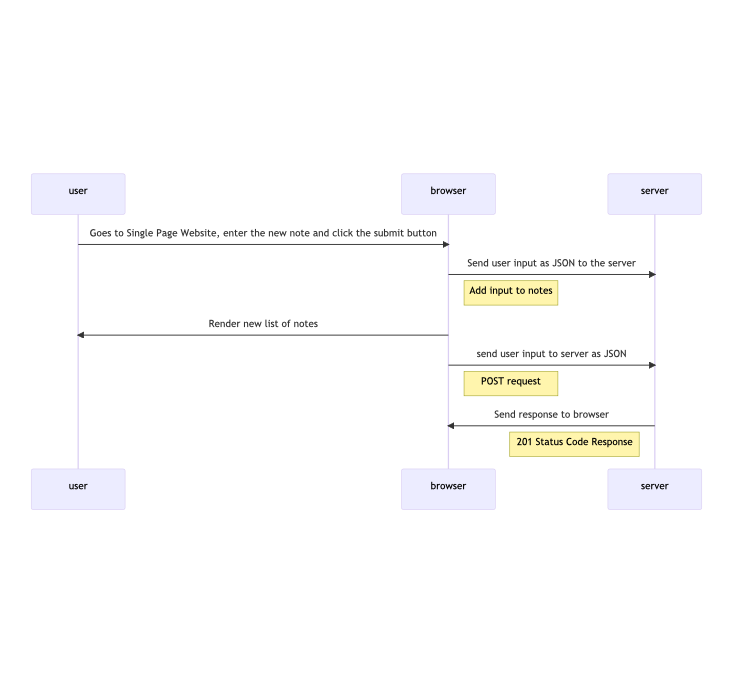 user
browser
server
Goes to Single Page Website, enter the new note and click the submit button
Send user input as JSON to the server
Add input to notes
Render new list of notes
send user input to server as JSON
POST request
Send response to browser
201 Status Code Response
user
browser
server